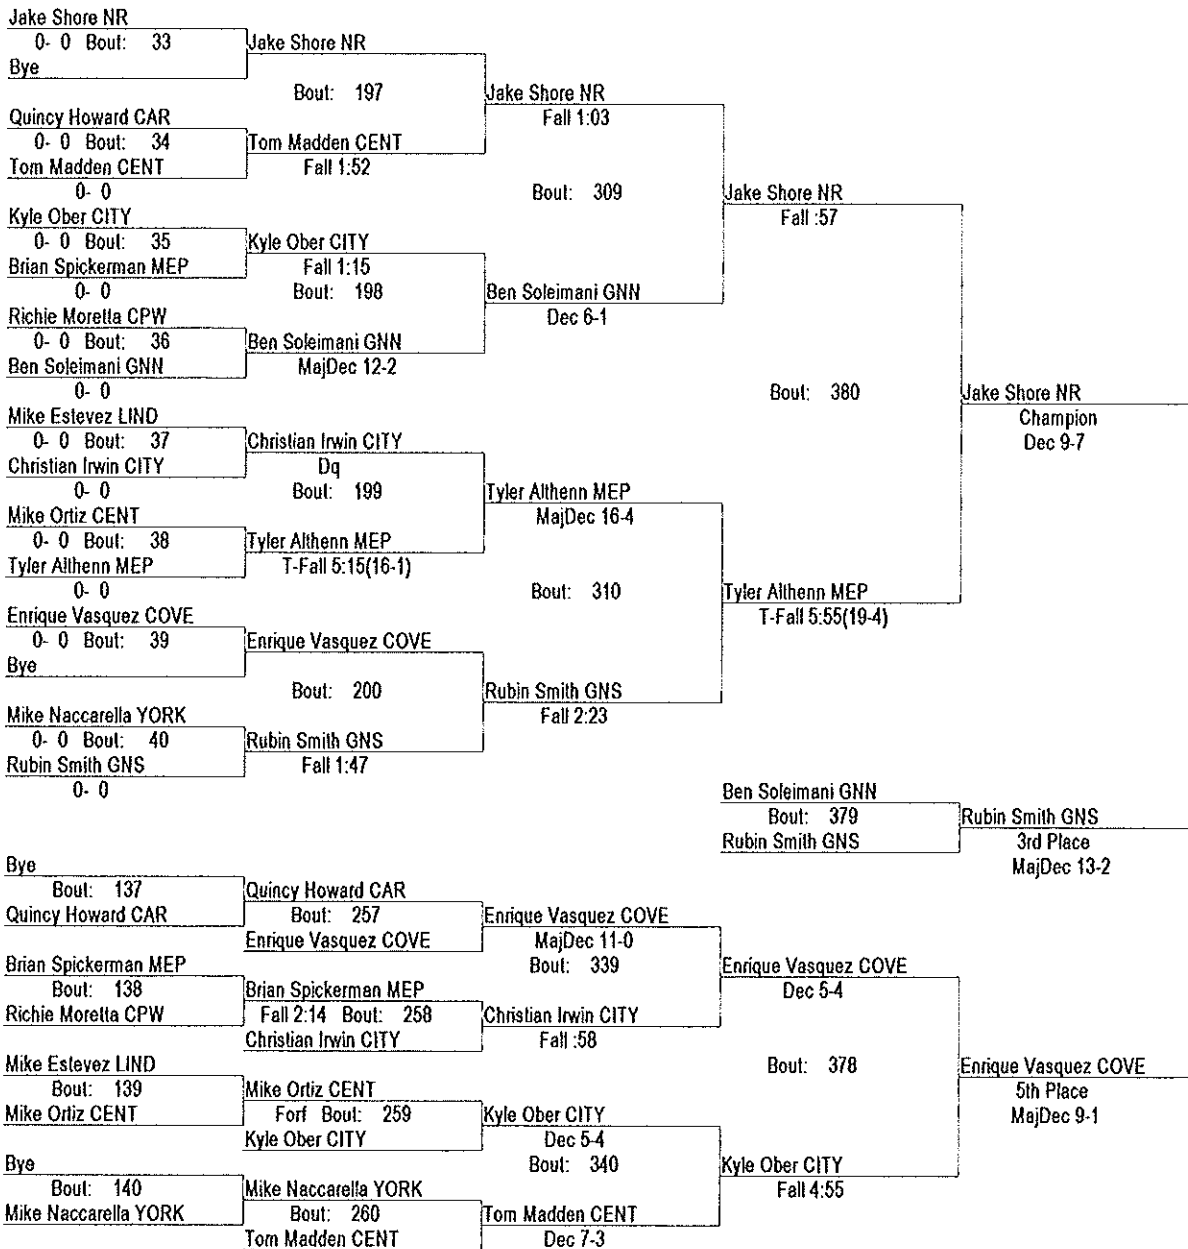 Jake Shore NR
0- 0 Bout: 33
Bye
Jake Shore NR
Bout: 197
Quincy Howard CAR
0- 0 Bout: 34
Tom Madden CENT
0- 0
Tom Madden CENT
Fall 1:52
Jake Shore NR
Fall 1:03
Bout: 309
Kyle Ober CITY
0- 0 Bout: 35
Brian Spickerman MEP
0- 0
Kyle Ober CITY
Fall 1:15
Bout: 198
Richie Moretta CPW
0- 0 Bout: 36
Ben Soleimani GNN
0- 0
Ben Soleimani GNN
MajDec 12-2
Ben Soleimani GNN
Dec 6-1
Jake Shore NR
Fall :57
Bout: 380
Mike Estevez LIND
0- 0 Bout: 37
Christian Irwin CITY
0- 0
Christian Irwin CITY
Dq
Bout: 199
Mike Ortiz CENT
0- 0 Bout: 38
Tyler Althenn MEP
0- 0
Tyler Althenn MEP
T-Fall 5:15(16-1)
Tyler Althenn MEP
MajDec 16-4
Bout: 310
Enrique Vasquez COVE
0- 0 Bout: 39
Bye
Enrique Vasquez COVE
Bout: 200
Mike Naccarella YORK
0- 0 Bout: 40
Rubin Smith GNS
0- 0
Rubin Smith GNS
Fall 1:47
Rubin Smith GNS
Fall 2:23
Tyler Althenn MEP
T-Fall 5:55(19-4)
Jake Shore NR
Champion
Dec 9-7
Ben Soleimani GNN
Bout: 379
Rubin Smith GNS
Rubin Smith GNS
3rd Place
MajDec 13-2
Bye
Bout: 137
Quincy Howard CAR
Quincy Howard CAR
Bout: 257
Enrique Vasquez COVE
Enrique Vasquez COVE
MajDec 11-0
Bout: 339
Brian Spickerman MEP
Bout: 138
Richie Moretta CPW
Brian Spickerman MEP
Fall 2:14 Bout: 258
Christian Irwin CITY
Christian Irwin CITY
Fall :58
Enrique Vasquez COVE
Dec 5-4
Bout: 378
Mike Estevez LIND
Bout: 139
Mike Ortiz CENT
Mike Ortiz CENT
Forf Bout: 259
Kyle Ober CITY
Kyle Ober CITY
Dec 5-4
Bout: 340
Bye
Bout: 140
Mike Naccarella YORK
Mike Naccarella YORK
Bout: 260
Tom Madden CENT
Tom Madden CENT
Dec 7-3
Kyle Ober CITY
Fall 4:55
Enrique Vasquez COVE
5th Place
MajDec 9-1